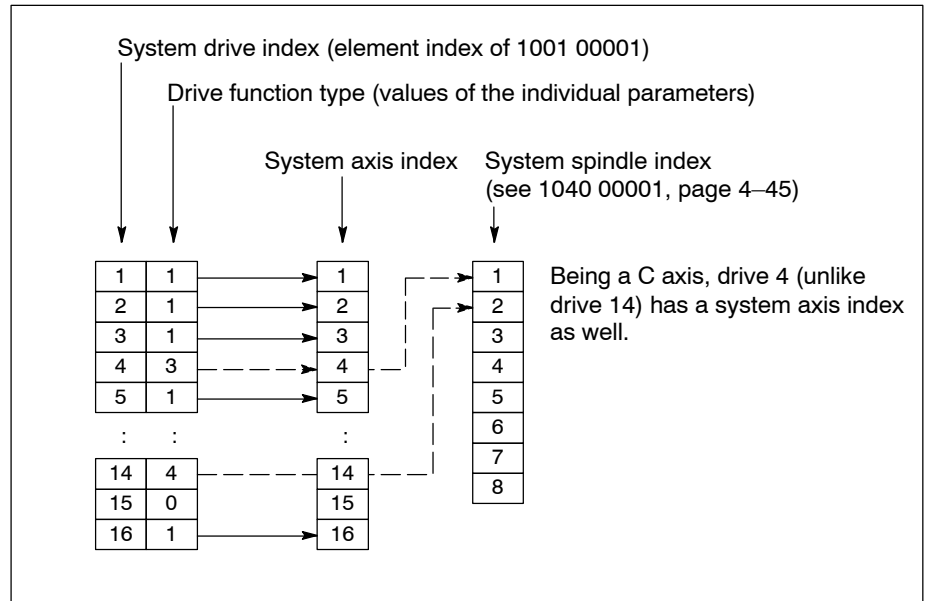 System drive index (element index of 1001 00001)
Drive function type (values of the individual parameters)
System axis index System spindle index
(see 1040 00001, page 4–45)
1 1 1 1 Being a C axis, drive 4 (unlike
2 1 2 2 drive 14) has a system axis index
3 1 3 3 as well.
4 3 4 4
5 1 5 5
6
: : :
7
14 4 14 8
15 0 15
16 1 16